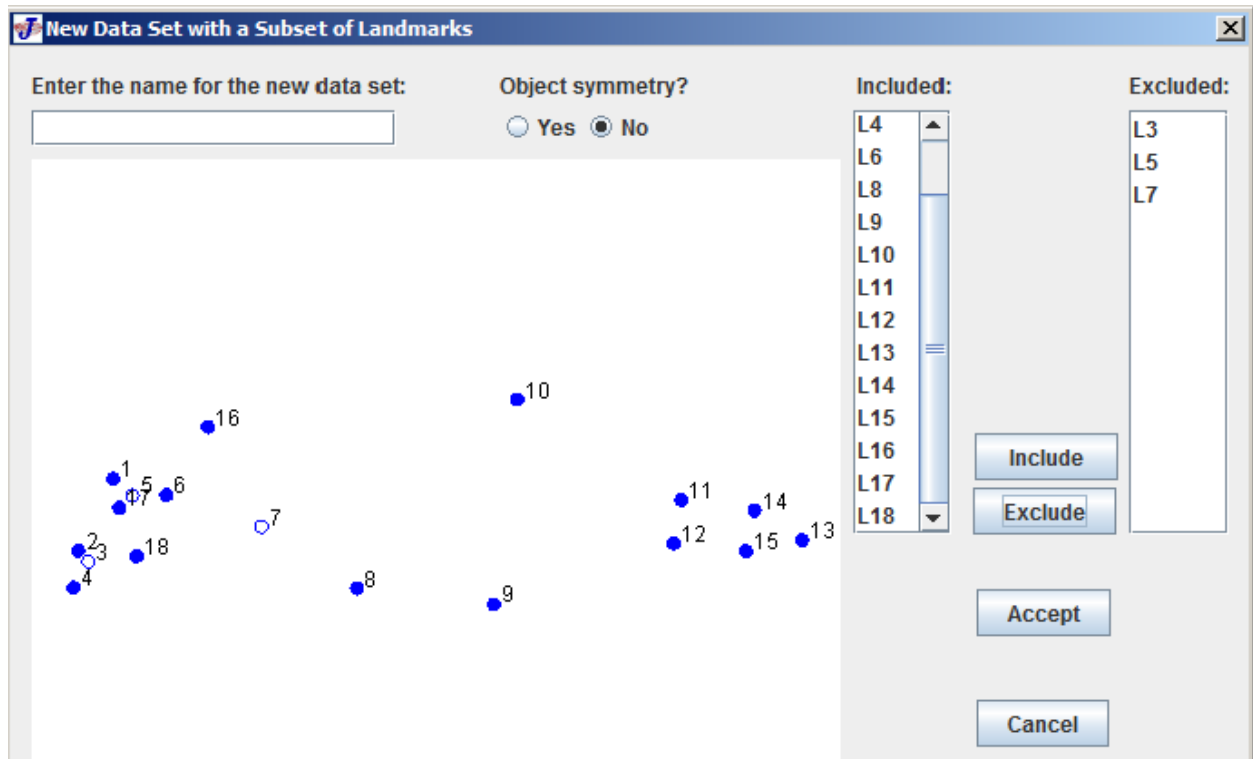 New Data Set with a Subset of Landmarks
Enter the name for the new data set:
Object symmetry?
Yes No
Included:
L4
L6
L8
L9
L10
L11
L12
L13
L14
L15
L16
L17
L18
Excluded:
L3
L5
L7
10
16
1
5
6
17
7
11
14
12
15
13
2
3
18
4
8
9
Include
Exclude
Accept
Cancel